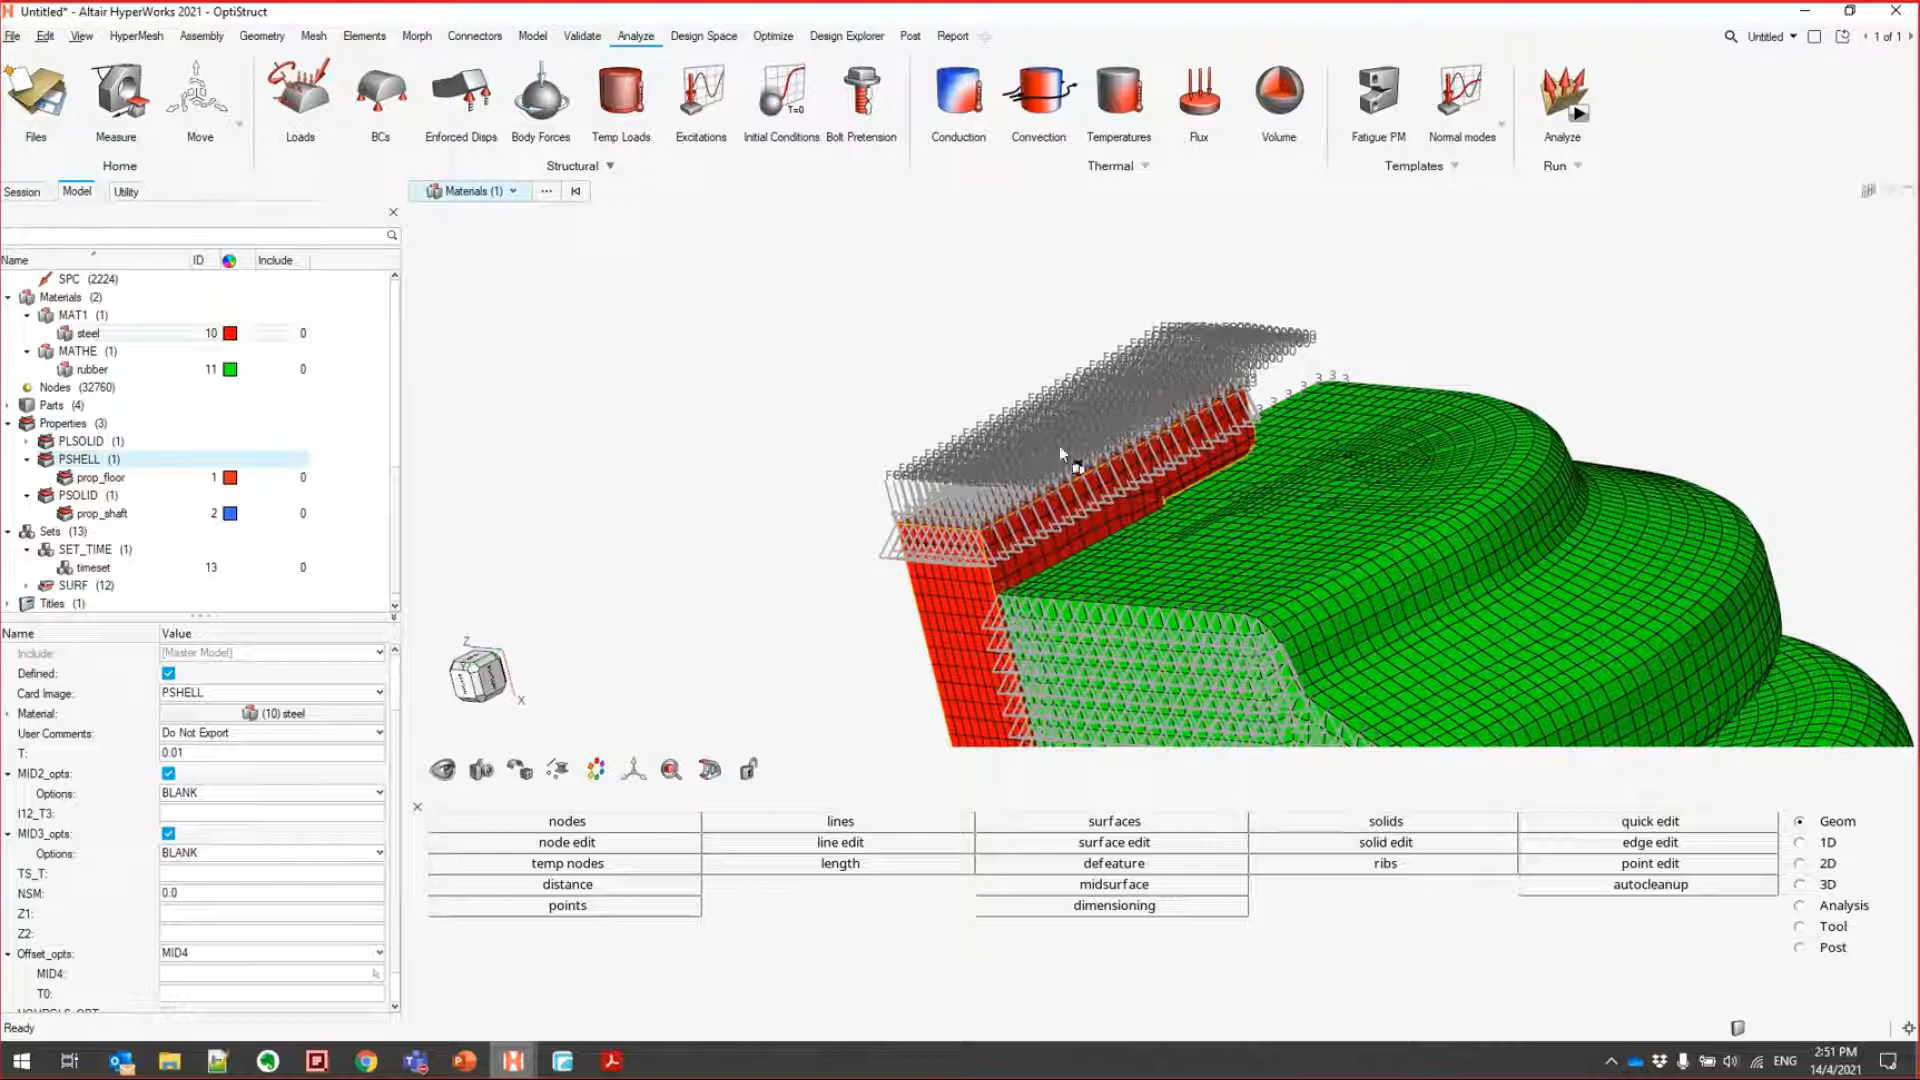 Untitled* - Altair HyperWorks 2021 - OptiStruct
File Edit View HyperMesh Assembly Geometry Mesh Elements Morph Connectors Model Validate Analyze Design Space Optimize Design Explorer Post Report Untitled 1 of 1
Files Measure Move Loads BCs Enforced Disps Body Forces Temp Loads Excitations Initial Conditions Bolt Pretension Conduction Convection Temperatures Flux Volume Fatigue PM Normal modes Analyze
Home Structural Thermal Templates Run
Session Model Utility Materials (1)
Name ID Include
SPC (2224)
Materials (2)
MAT1 (1)
steel 10 0
MATHE (1)
rubber 11 0
Nodes (32760)
Parts (4)
Properties (3)
PLSOLID (1)
PSHELL (1)
prop_floor 1 0
PSOLID (1)
prop_shaft 2 0
Sets (13)
SET_TIME (1)
timeset 13 0
SURF (12)
Titles (1)
Name Value
Include: [Master Model]
Defined:
Card Image: PSHELL
Material: (10) steel
User Comments: Do Not Export
T: 0.01
MID2_opts:
Options: BLANK
I12_T3:
MID3_opts:
Options: BLANK
TS_T:
NSM: 0.0
Z1:
Z2:
Offset_opts: MID4
MID4:
T0:
Z
X
T=0
3 3 3
nodes lines surfaces solids quick edit Geom
node edit line edit surface edit solid edit edge edit 1D
temp nodes length defeature ribs point edit 2D
distance midsurface autocleanup 3D
points dimensioning Analysis
Tool
Post
Ready
ENG 2:51 PM
14/4/2021